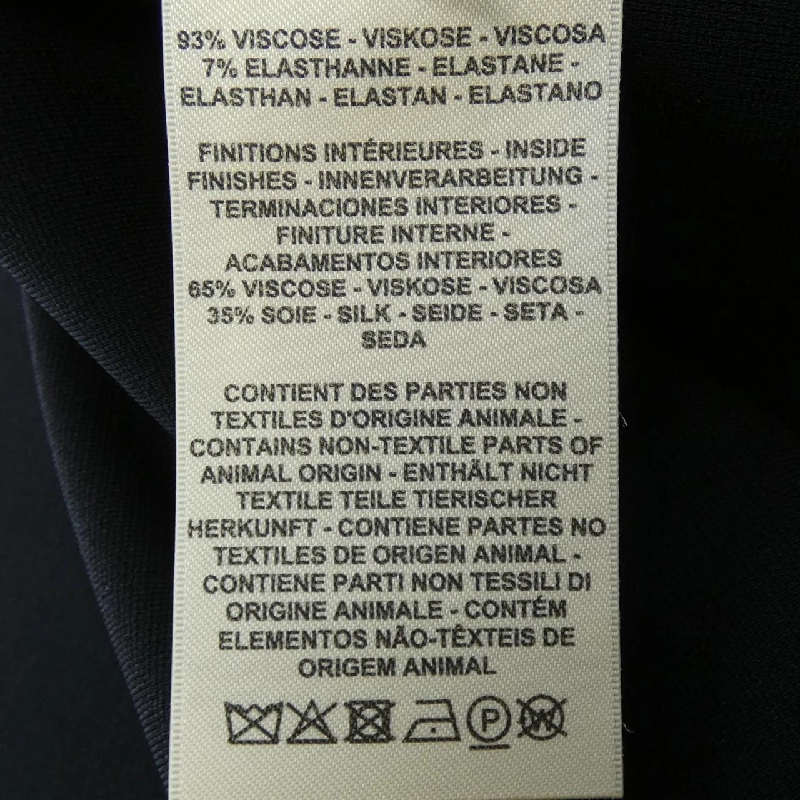 93% VISCOSE - VISKOSE - VISCOSA
7% ELASTHANNE - ELASTANE -
ELASTHAN - ELASTAN - ELASTANO
FINITIONS INTÉRIEURES - INSIDE
FINISHES - INNENVERARBEITUNG -
TERMINACIONES INTERIORES -
FINITURE INTERNE -
ACABAMENTOS INTERIORES
65% VISCOSE - VISKOSE - VISCOSA
35% SOIE - SILK - SEIDE - SETA -
SEDA
CONTIENT DES PARTIES NON
TEXTILES D'ORIGINE ANIMALE -
CONTAINS NON-TEXTILE PARTS OF
ANIMAL ORIGIN - ENTHÄLT NICHT
TEXTILE TEILE TIERISCHER
HERKUNFT - CONTIENE PARTES NO
TEXTILES DE ORIGEN ANIMAL -
CONTIENE PARTI NON TESSILI DI
ORIGINE ANIMALE - CONTÉM
ELEMENTOS NÃO-TÊXTEIS DE
ORIGEM ANIMAL
P W